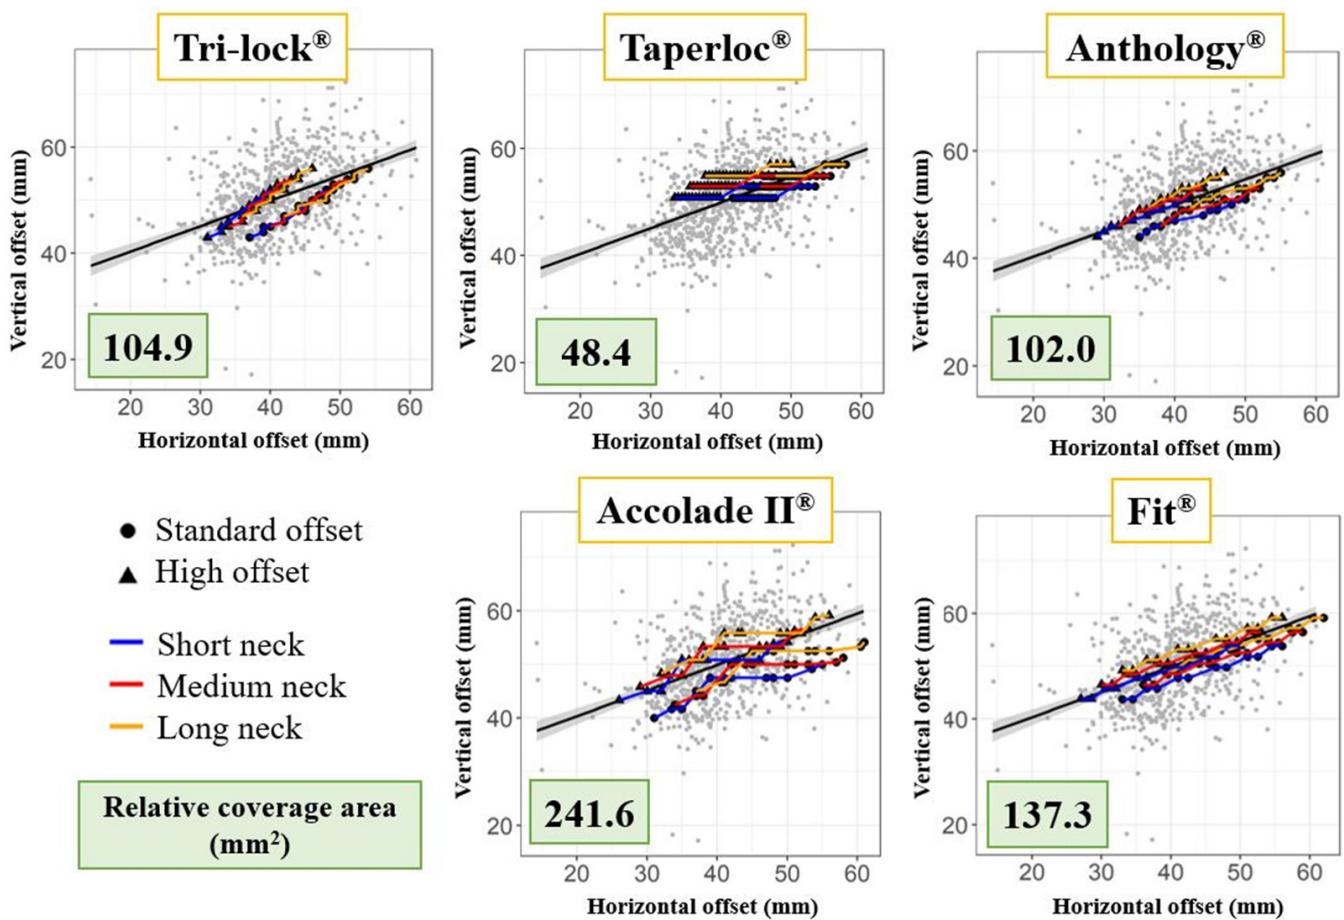 Tri-lock®
Vertical offset (mm)
60
40
20
104.9
20 30 40 50 60
Horizontal offset (mm)
Taperloc®
60
40
20
48.4
20 30 40 50 60
Horizontal offset (mm)
Anthology®
Vertical offset (mm)
60
40
20
102.0
20 30 40 50 60
Horizontal offset (mm)
Standard offset
High offset
Short neck
Medium neck
Long neck
Relative coverage area
(mm²)
Accolade II®
Vertical offset (mm)
60
40
20
241.6
20 30 40 50 60
Horizontal offset (mm)
Fit®
Vertical offset (mm)
60
40
20
137.3
20 30 40 50 60
Horizontal offset (mm)